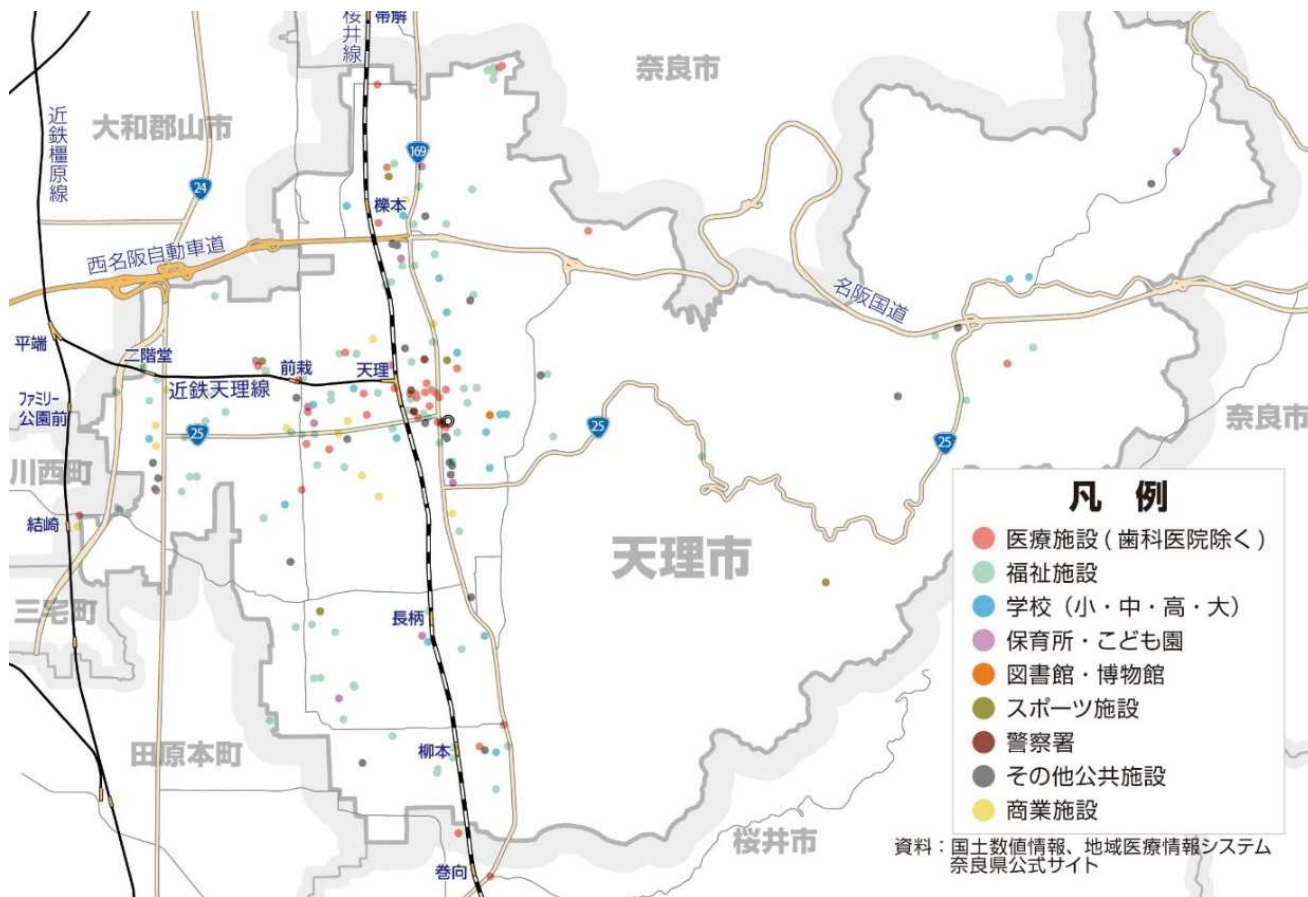 帯解
桜井線
奈良市
近鉄橿原線
大和郡山市
169
24
櫟本
西名阪自動車道
名阪国道
平端
二階堂
前栽
天理
近鉄天理線
ファミリー
公園前
25
25
25
奈良市
川西町
結崎
天理市
三宅町
長柄
田原本町
柳本
桜井市
巻向
凡 例
医療施設(歯科医院除く)
福祉施設
学校(小・中・高・大)
保育所・こども園
図書館・博物館
スポーツ施設
警察署
その他公共施設
商業施設
資料:国土数値情報、地域医療情報システム
奈良県公式サイト